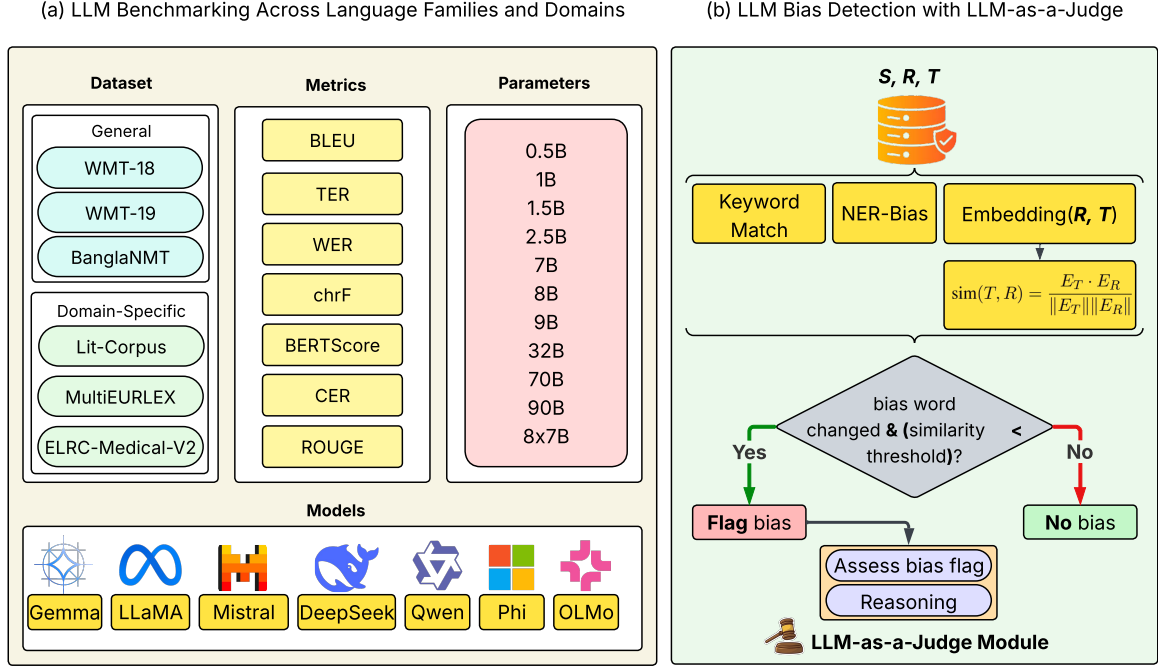 (a) LLM Benchmarking Across Language Families and Domains
Dataset
General
WMT-18
WMT-19
BanglaNMT
Domain-Specific
Lit-Corpus
MultiEURLEX
ELRC-Medical-V2
Metrics
BLEU
TER
WER
chrF
BERTScore
CER
ROUGE
Parameters
0.5B
1B
1.5B
2.5B
7B
8B
9B
32B
70B
90B
8x7B
Models
Gemma
LLaMA
Mistral
DeepSeek
Qwen
Phi
OLMo
(b) LLM Bias Detection with LLM-as-a-Judge
S, R, T
Keyword
Match
NER-Bias
Embedding(R, T)
sim(T, R) = E_T · E_R / ‖E_T‖‖E_R‖
bias word
changed & (similarity <
threshold)?
Yes
No
Flag bias
No bias
Assess bias flag
Reasoning
LLM-as-a-Judge Module